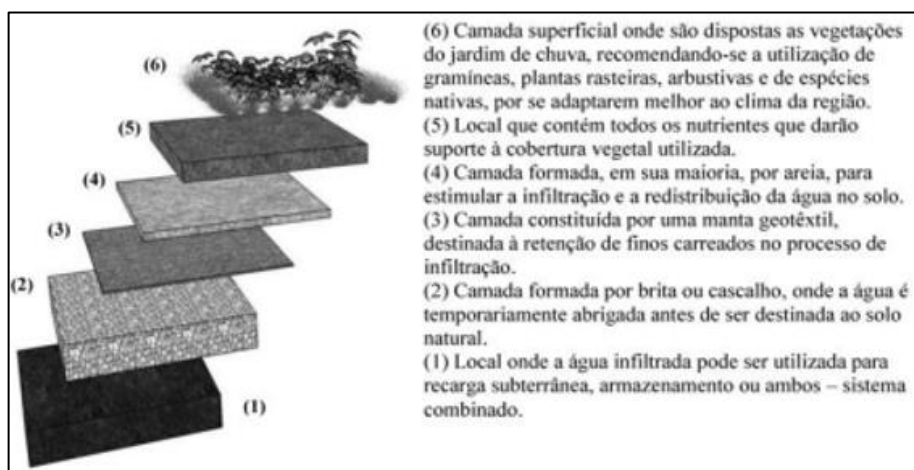 (6)
(5)
(4)
(3)
(2)
(1)
(6) Camada superficial onde são dispostas as vegetações
do jardim de chuva, recomendando-se a utilização de
gramíneas, plantas rasteiras, arbustivas e de espécies
nativas, por se adaptarem melhor ao clima da região.
(5) Local que contém todos os nutrientes que darão
suporte à cobertura vegetal utilizada.
(4) Camada formada, em sua maioria, por areia, para
estimular a infiltração e a redistribuição da água no solo.
(3) Camada constituída por uma manta geotêxtil,
destinada à retenção de finos carreados no processo de
infiltração.
(2) Camada formada por brita ou cascalho, onde a água é
temporariamente abrigada antes de ser destinada ao solo
natural.
(1) Local onde a água infiltrada pode ser utilizada para
recarga subterrânea, armazenamento ou ambos – sistema
combinado.